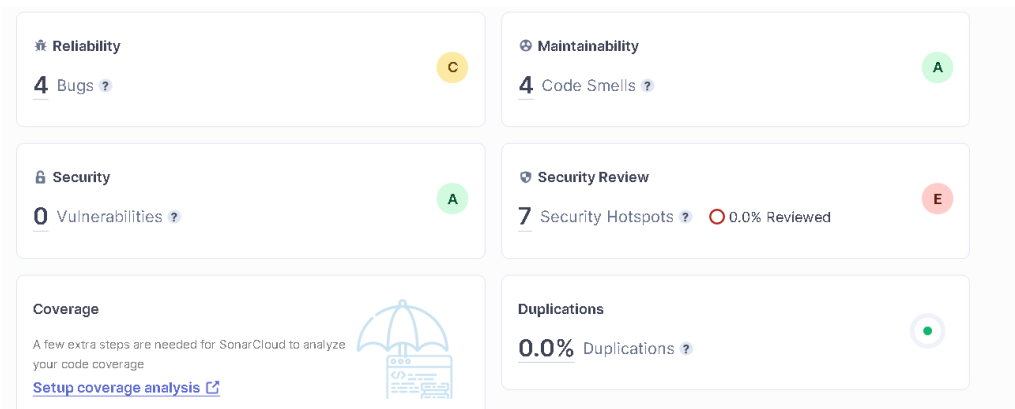 Reliability
4 Bugs ?
C
Maintainability
4 Code Smells ?
A
Security
0 Vulnerabilities ?
A
Security Review
7 Security Hotspots ? 0.0% Reviewed
E
Coverage
A few extra steps are needed for SonarCloud to analyze
your code coverage
Setup coverage analysis
</> 
Duplications
0.0% Duplications ?